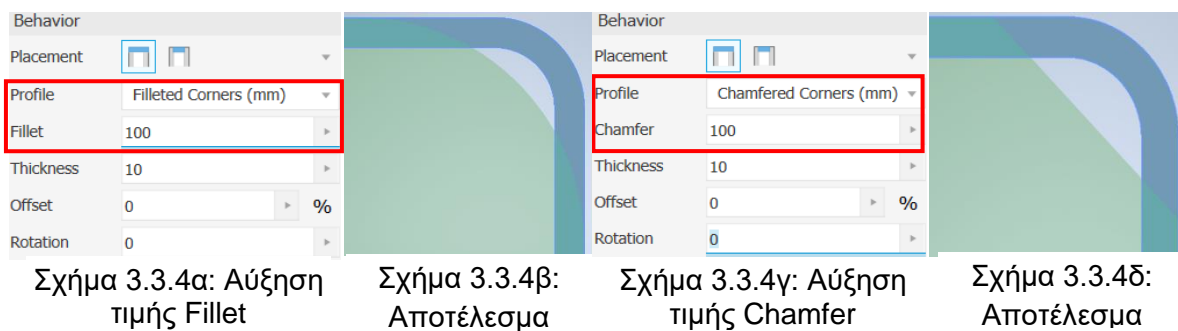 Behavior
Placement
Profile Filleted Corners (mm)
Fillet 100
Thickness 10
Offset 0 %
Rotation 0
Σχήμα 3.3.4α: Αύξηση
τιμής Fillet
Σχήμα 3.3.4β:
Αποτέλεσμα
Behavior
Placement
Profile Chamfered Corners (mm)
Chamfer 100
Thickness 10
Offset 0 %
Rotation 0
Σχήμα 3.3.4γ: Αύξηση
τιμής Chamfer
Σχήμα 3.3.4δ:
Αποτέλεσμα